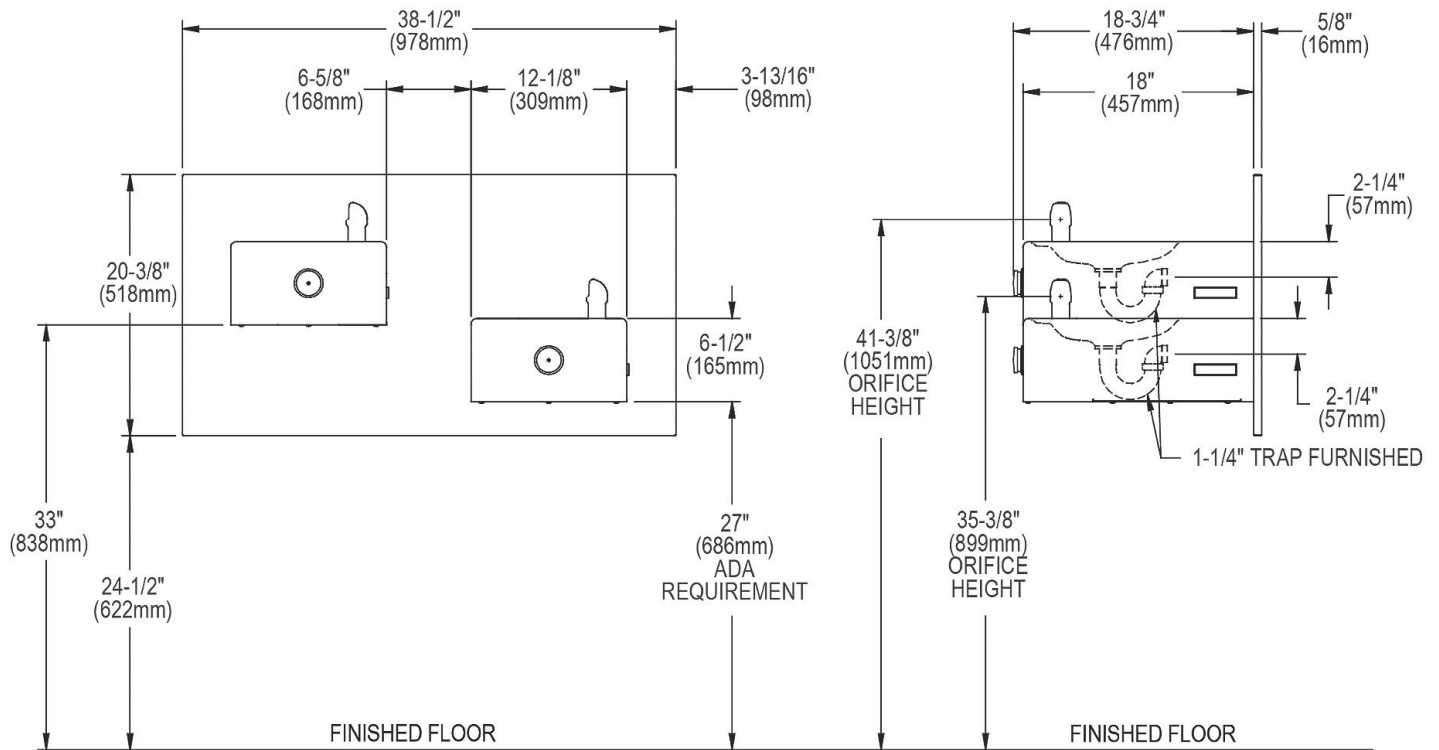 38-1/2"
(978mm)
6-5/8"
(168mm)
12-1/8"
(309mm)
3-13/16"
(98mm)
20-3/8"
(518mm)
6-1/2"
(165mm)
33"
(838mm)
24-1/2"
(622mm)
27"
(686mm)
ADA
REQUIREMENT
FINISHED FLOOR
18-3/4"
(476mm)
5/8"
(16mm)
18"
(457mm)
2-1/4"
(57mm)
41-3/8"
(1051mm)
ORIFICE
HEIGHT
2-1/4"
(57mm)
1-1/4" TRAP FURNISHED
35-3/8"
(899mm)
ORIFICE
HEIGHT
FINISHED FLOOR